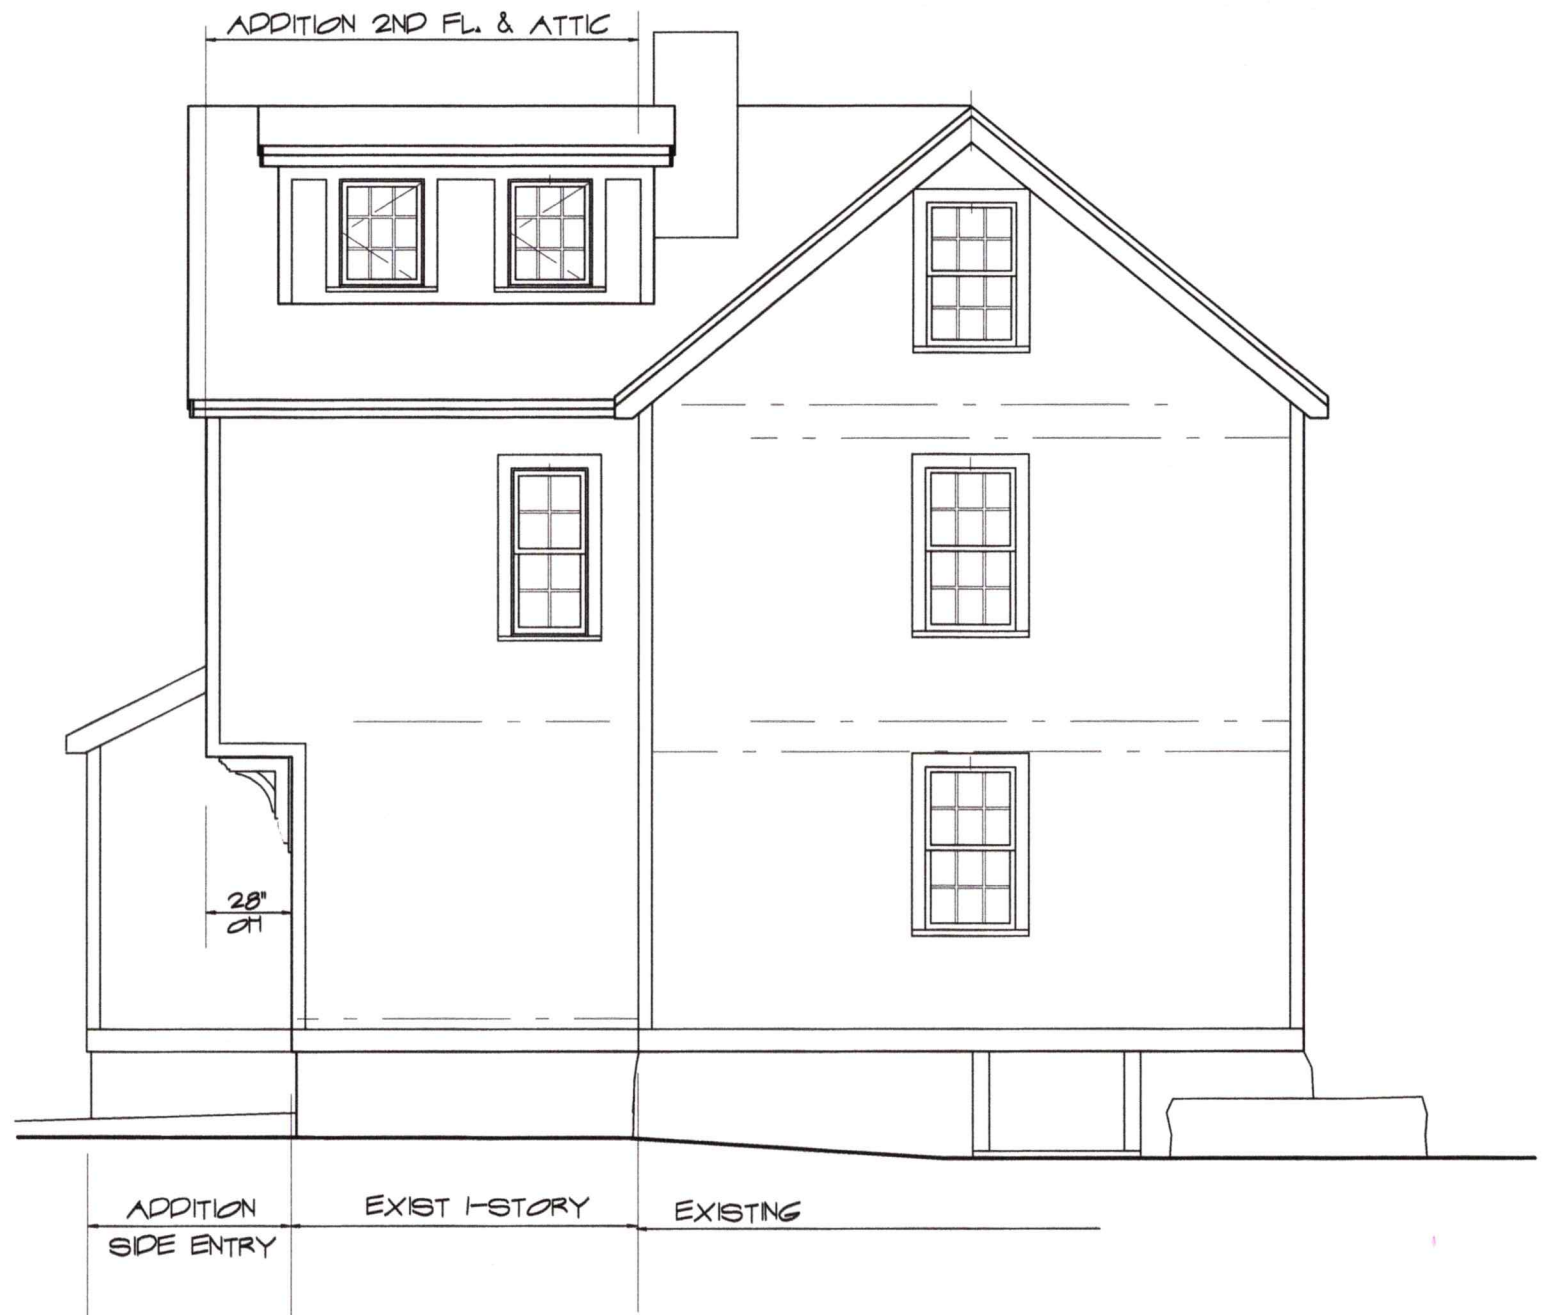 ADDITION 2ND FL. & ATTIC
28"
OH
ADDITION
SIDE ENTRY
EXIST 1-STORY
EXISTING